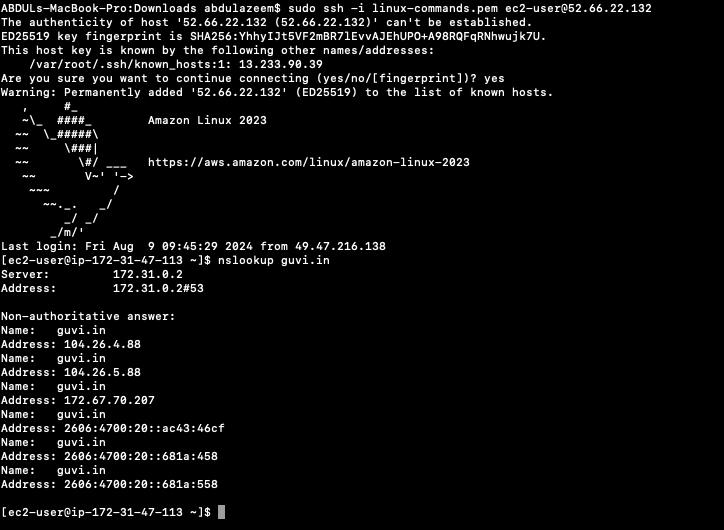 ABDULs-MacBook-Pro:Downloads abdulazeem$ sudo ssh -i linux-commands.pem ec2-user@52.66.22.132
The authenticity of host '52.66.22.132 (52.66.22.132)' can't be established.
ED25519 key fingerprint is SHA256:YhhyIJt5VF2mBR7lEvvAJEhUPO+A98RQFqRNhwujk7U.
This host key is known by the following other names/addresses:
    /var/root/.ssh/known_hosts:1: 13.233.90.39
Are you sure you want to continue connecting (yes/no/[fingerprint])? yes
Warning: Permanently added '52.66.22.132' (ED25519) to the list of known hosts.
   ,     #_
   ~\_  ####_        Amazon Linux 2023
  ~~  \_#####\
  ~~     \###|
  ~~       \#/ ___   https://aws.amazon.com/linux/amazon-linux-2023
   ~~       V~' '->
    ~~~         /
      ~~._.   _/
         _/ _/
       _/m/'
Last login: Fri Aug  9 09:45:29 2024 from 49.47.216.138
[ec2-user@ip-172-31-47-113 ~]$ nslookup guvi.in
Server:         172.31.0.2
Address:        172.31.0.2#53

Non-authoritative answer:
Name:   guvi.in
Address: 104.26.4.88
Name:   guvi.in
Address: 104.26.5.88
Name:   guvi.in
Address: 172.67.70.207
Name:   guvi.in
Address: 2606:4700:20::ac43:46cf
Name:   guvi.in
Address: 2606:4700:20::681a:458
Name:   guvi.in
Address: 2606:4700:20::681a:558

[ec2-user@ip-172-31-47-113 ~]$